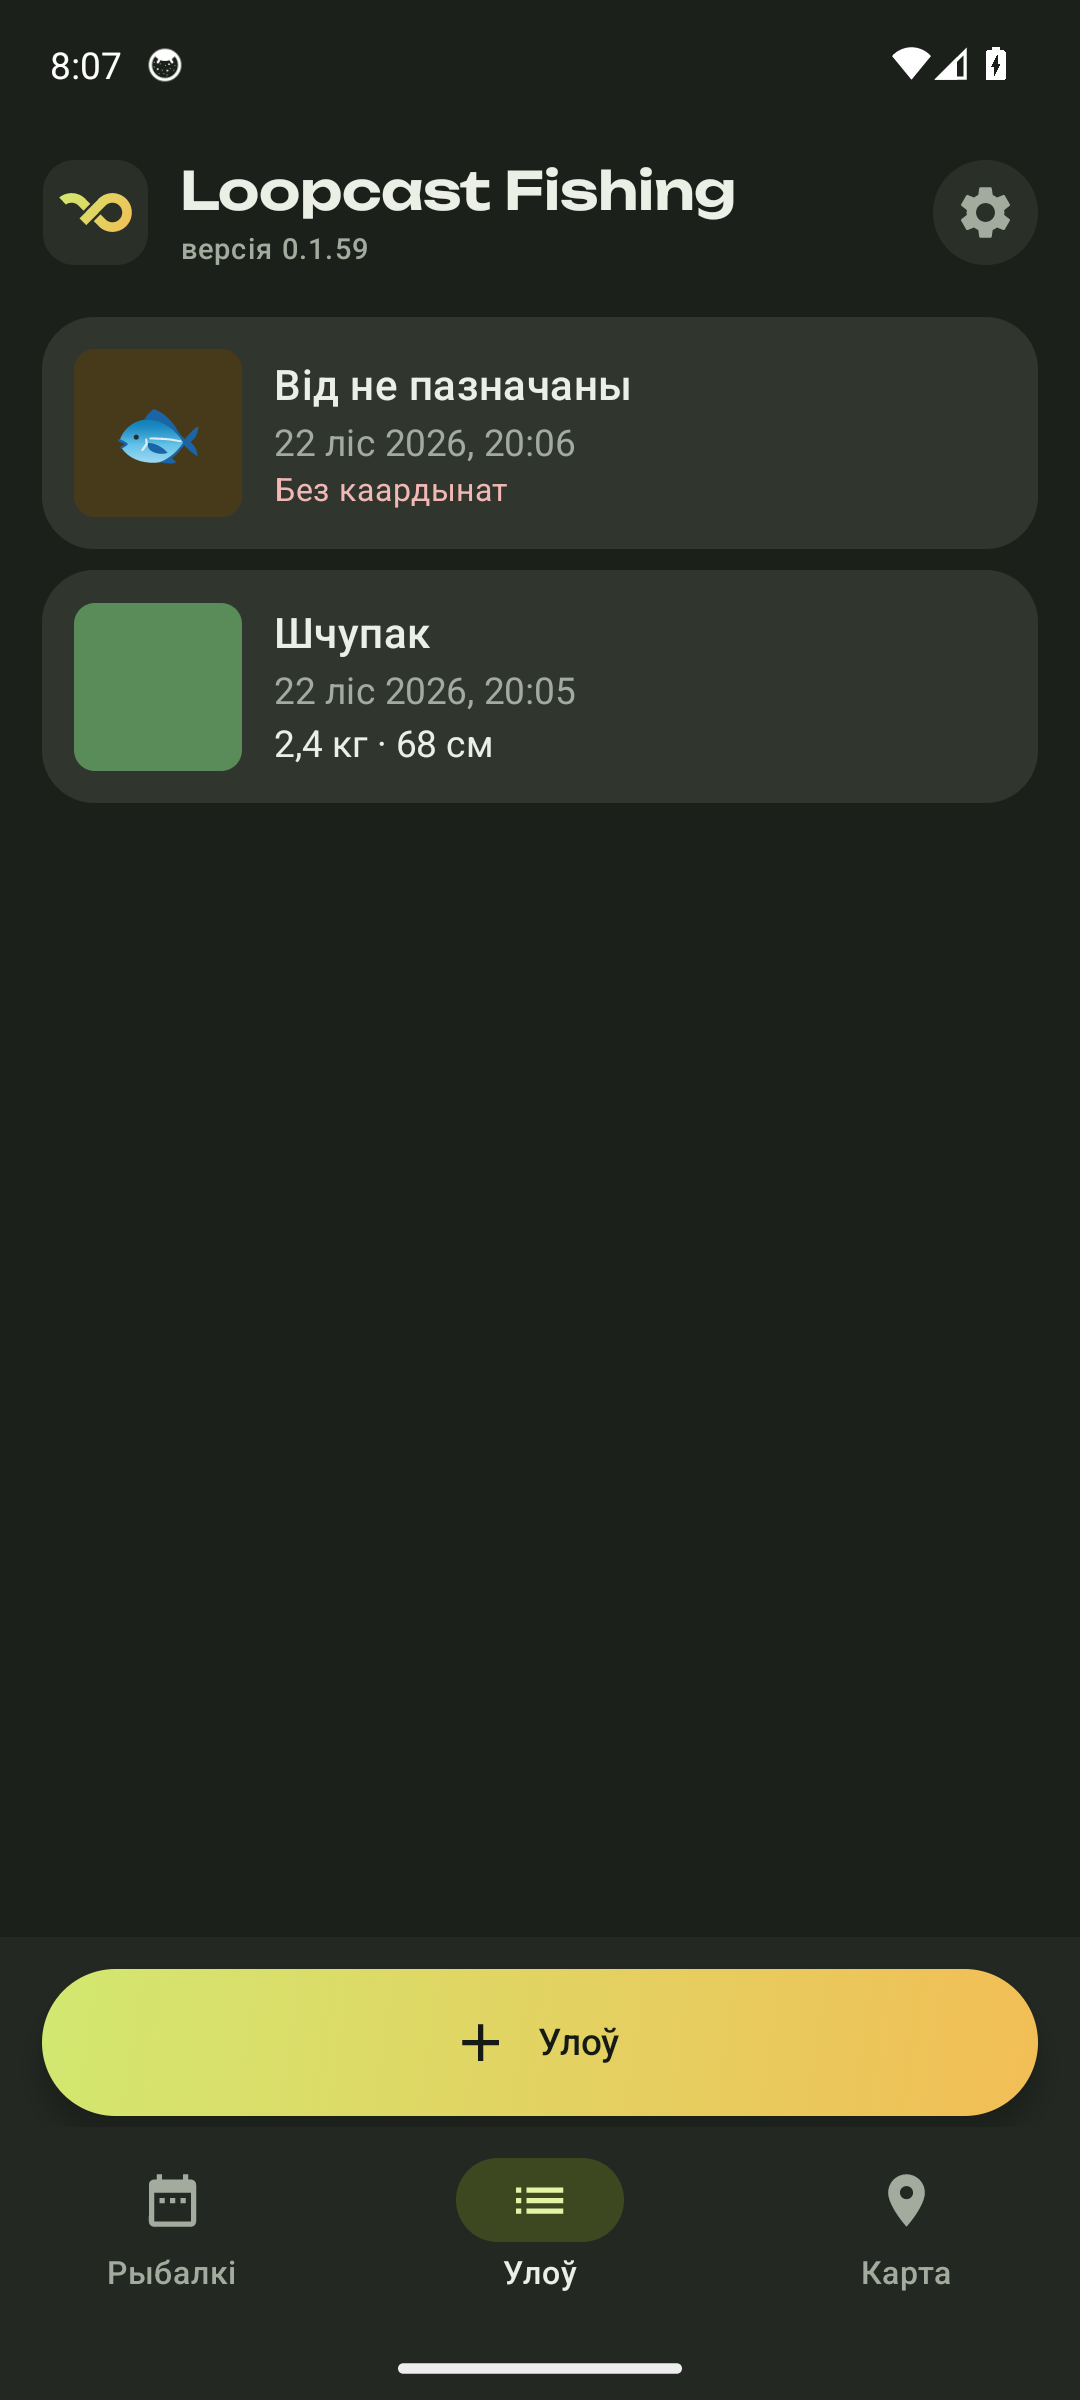 8:07
Loopcast Fishing
версія 0.1.59
Від не пазначаны
22 ліс 2026, 20:06
Без каардынат
Шчупак
22 ліс 2026, 20:05
2,4 кг · 68 см
Улоў
Рыбалкі
Улоў
Карта